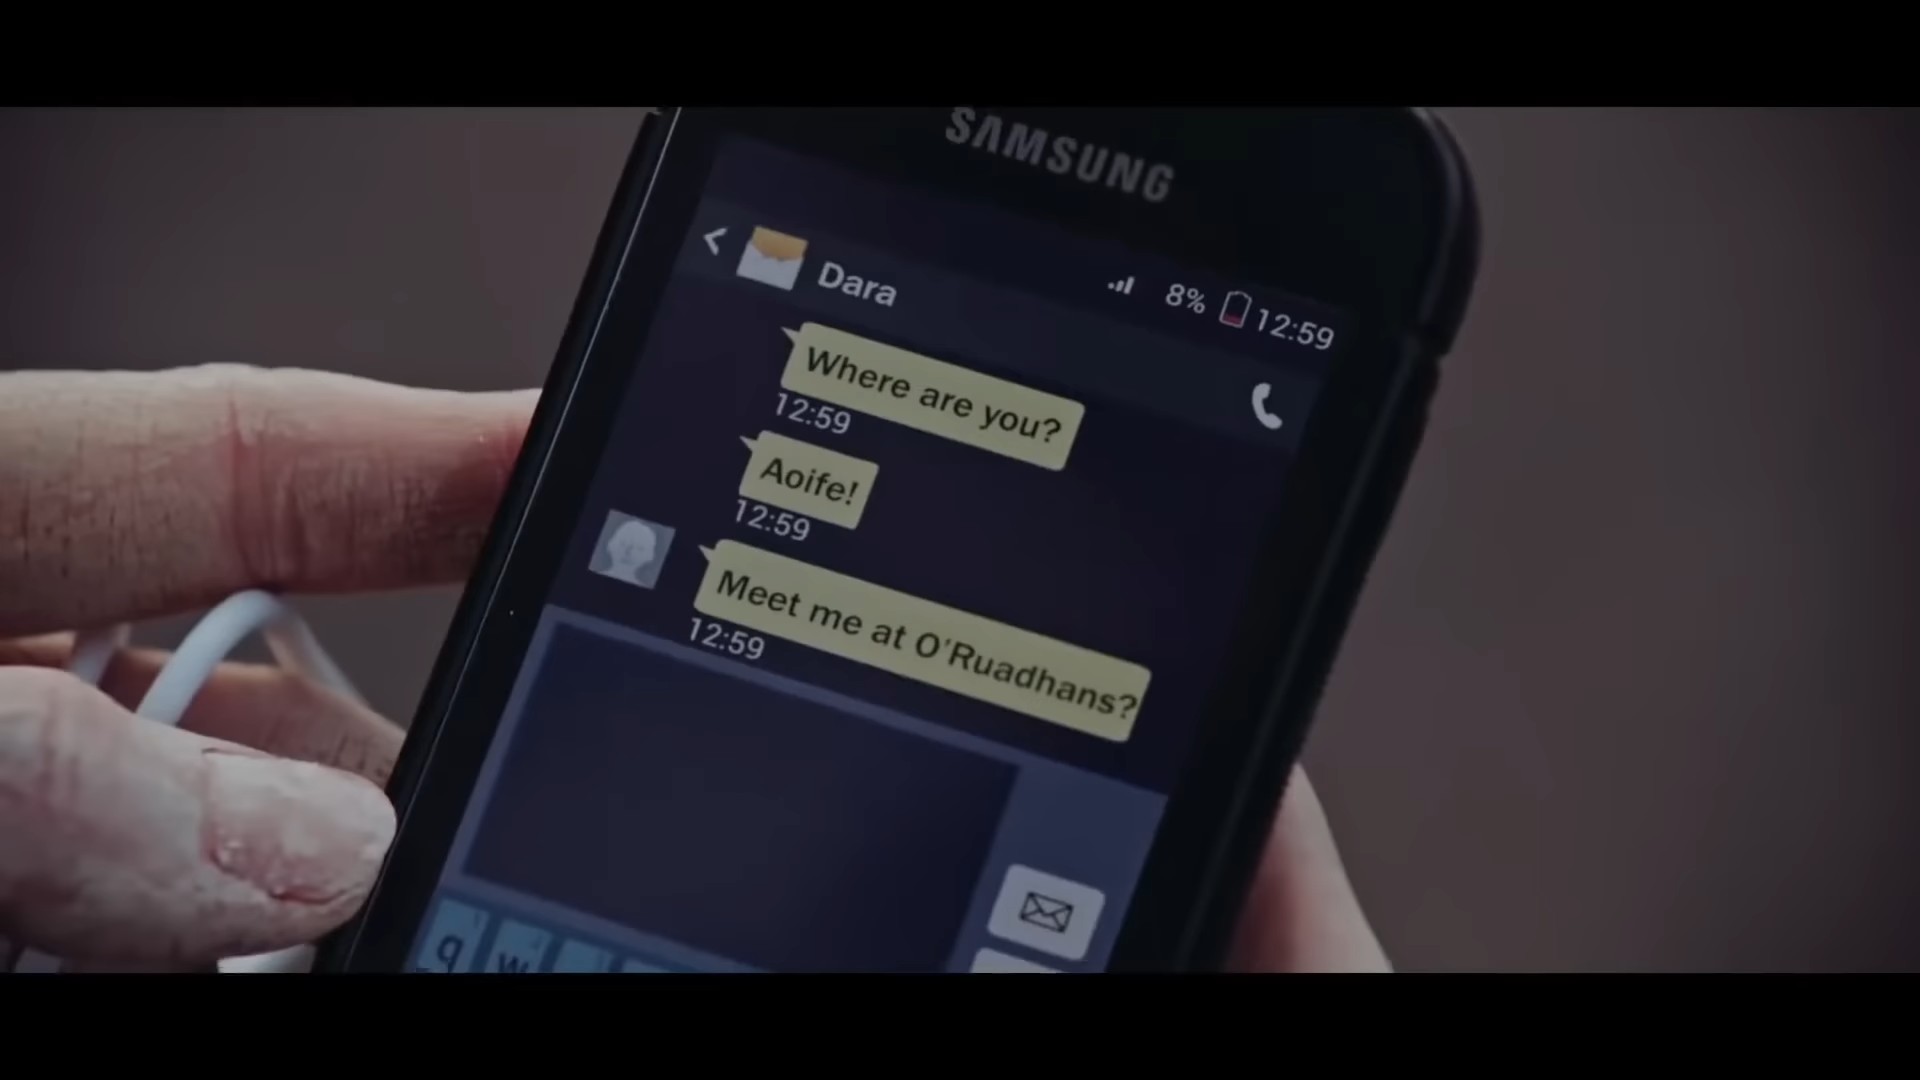 SAMSUNG
8% 12:59
Dara
Where are you?
12:59
Aoife!
12:59
Meet me at O'Ruadhans?
12:59
q w